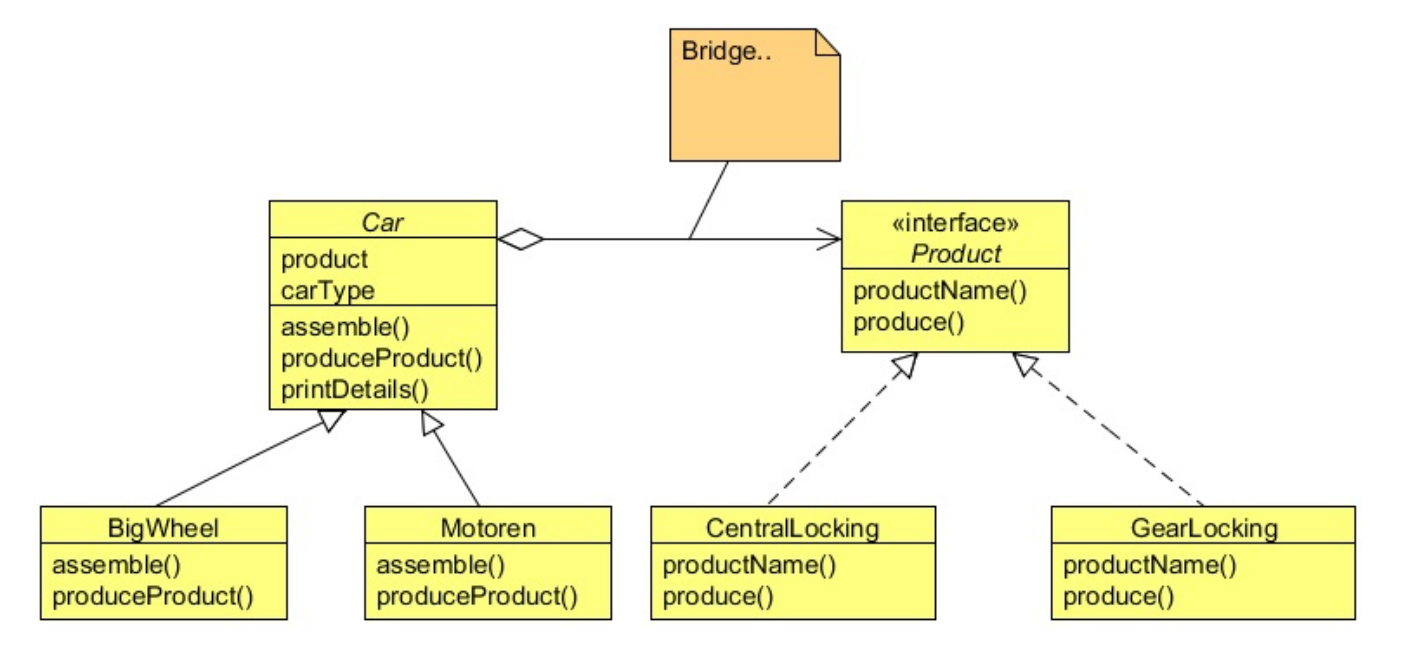 Bridge..
Car
product
carType
assemble()
produceProduct()
printDetails()
«interface»
Product
productName()
produce()
BigWheel
assemble()
produceProduct()
Motoren
assemble()
produceProduct()
CentralLocking
productName()
produce()
GearLocking
productName()
produce()